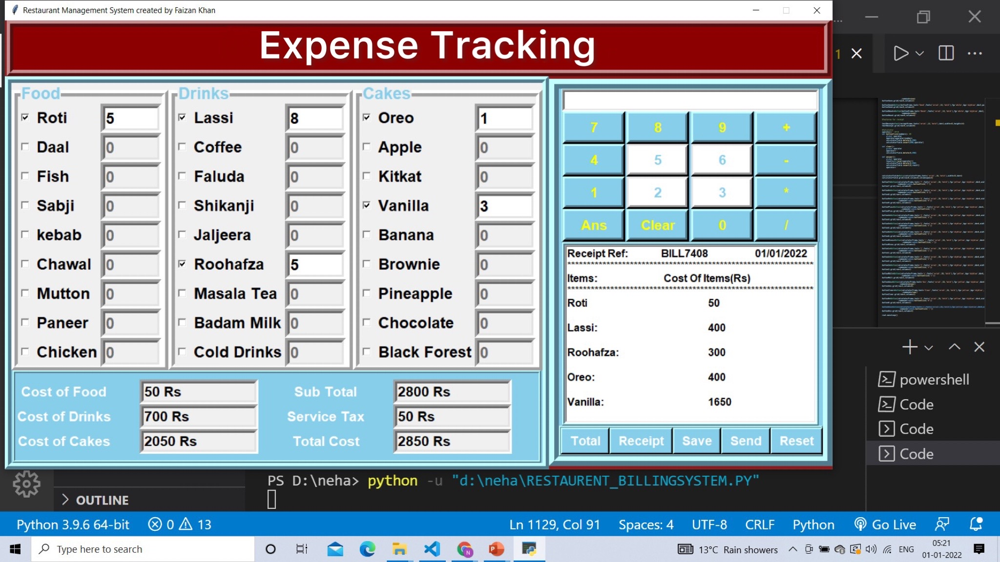 Restaurant Management System created by Faizan Khan
Expense Tracking
1
Food
Roti 5
Daal 0
Fish 0
Sabji 0
kebab 0
Chawal 0
Mutton 0
Paneer 0
Chicken 0
Drinks
Lassi 8
Coffee 0
Faluda 0
Shikanji 0
Jaljeera 0
Roohafza 5
Masala Tea 0
Badam Milk 0
Cold Drinks 0
Cakes
Oreo 1
Apple 0
Kitkat 0
Vanilla 3
Banana 0
Brownie 0
Pineapple 0
Chocolate 0
Black Forest 0
Cost of Food 50 Rs Sub Total 2800 Rs
Cost of Drinks 700 Rs Service Tax 50 Rs
Cost of Cakes 2050 Rs Total Cost 2850 Rs
7 8 9 +
4 5 6 -
1 2 3 *
Ans Clear 0 /
Receipt Ref: BILL7408 01/01/2022
Items: Cost Of Items(Rs)
Roti 50
Lassi: 400
Roohafza: 300
Oreo: 400
Vanilla: 1650
Total Receipt Save Send Reset
powershell
Code
Code
Code
PS D:\neha> python -u "d:\neha\RESTAURENT_BILLINGSYSTEM.PY"
OUTLINE
Python 3.9.6 64-bit 0 13 Ln 1129, Col 91 Spaces: 4 UTF-8 CRLF Python Go Live
Type here to search 13°C Rain showers ENG
05:21
01-01-2022